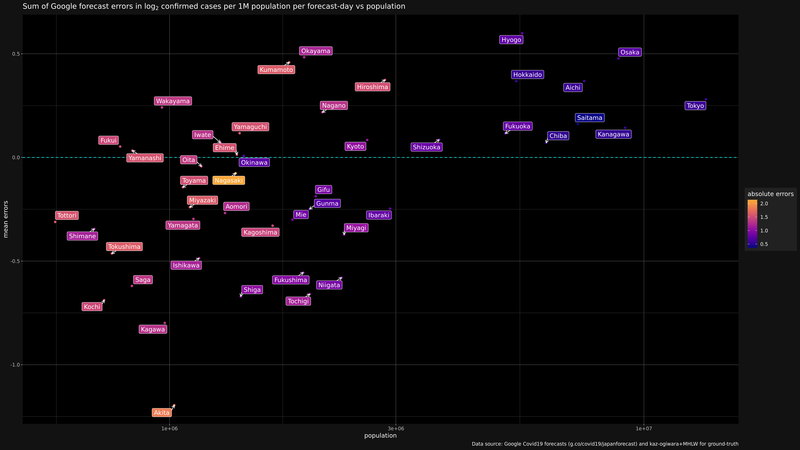 Sum of Google forecast errors in log₂ confirmed cases per 1M population per forecast-day vs population
Hyogo
Okayama
Osaka
0.5
Kumamoto
Hokkaido
Hiroshima
Aichi
Wakayama
Nagano
Tokyo
Saitama
Yamaguchi
Fukuoka
Iwate
Chiba
Kanagawa
Fukui
Ehime
Kyoto
Shizuoka
Yamanashi
0.0
Oita
Okinawa
Toyama
Nagasaki
Gifu
absolute errors
Miyazaki
Gunma
2.0
Aomori
Tottori
Mie
Ibaraki
1.5
mean errors
Yamagata
Miyagi
1.0
Shimane
Kagoshima
0.5
Tokushima
-0.5
Ishikawa
Saga
Fukushima
Niigata
Shiga
Kochi
Tochigi
Kagawa
-1.0
Akita
1e+06
3e+06
1e+07
population
Data source: Google Covid19 forecasts (g.co/covid19/japanforecast) and kaz-ogiwara+MHLW for ground-truth